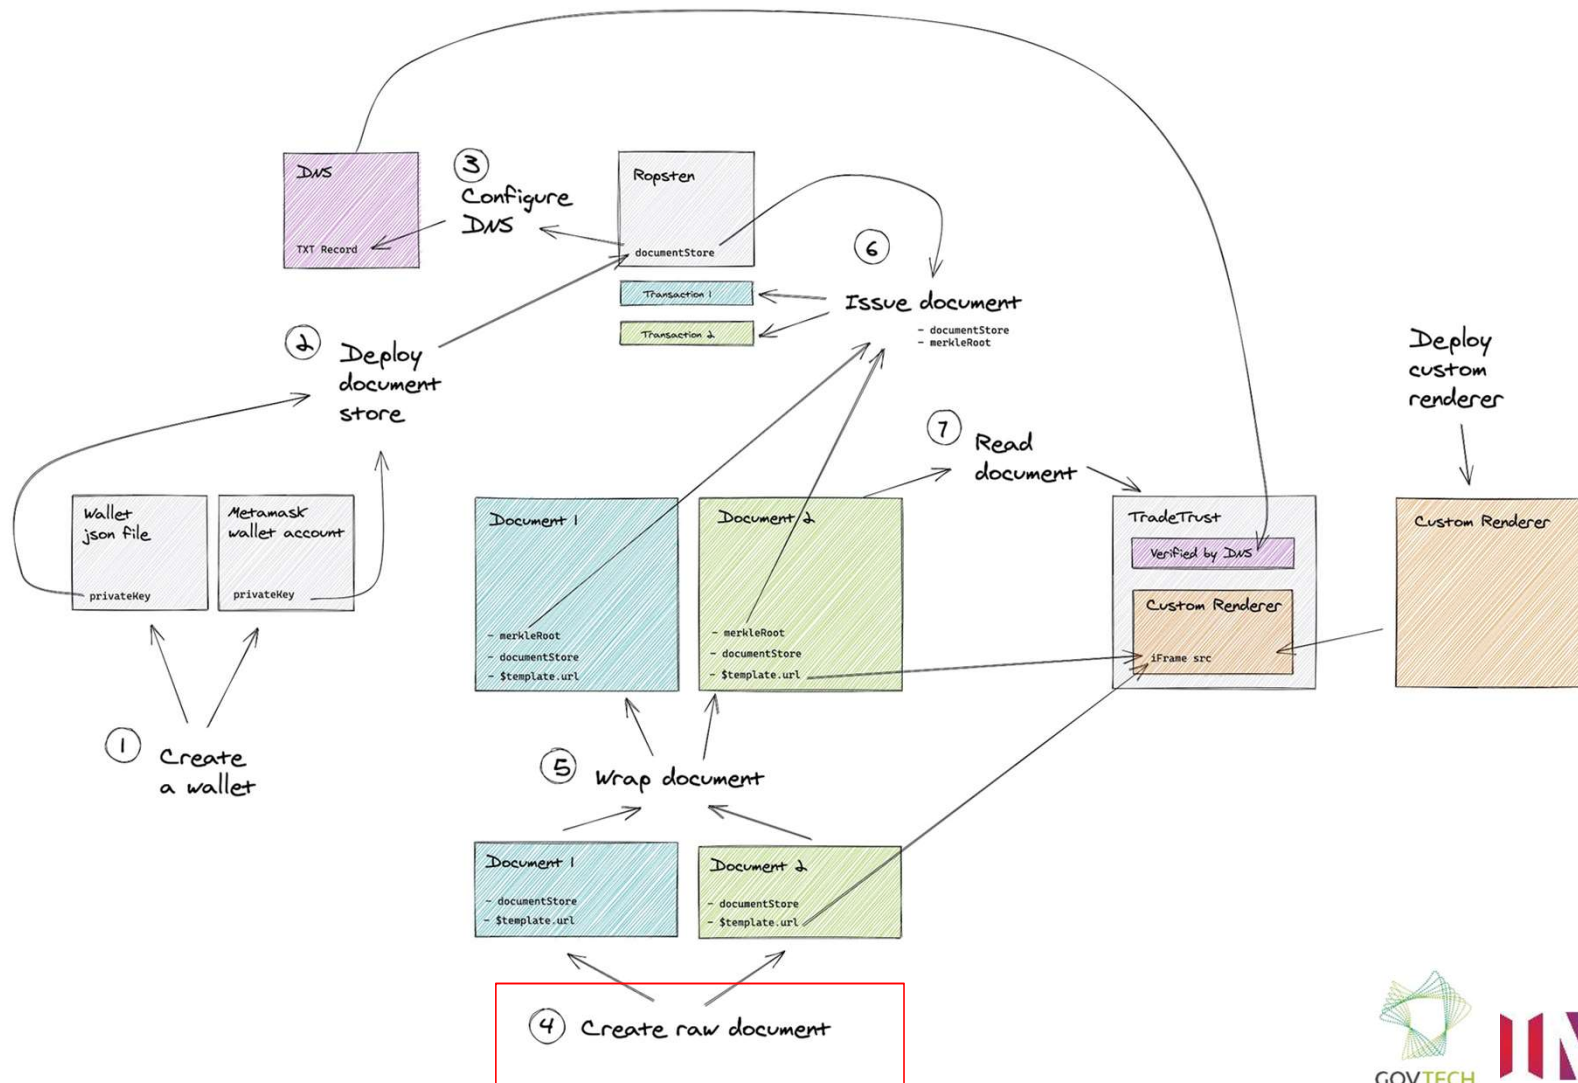 DNS
TXT Record
3
Configure
DNS
Ropsten
documentStore
Transaction 1
Transaction 2
6
Issue document
- documentStore
- merkleRoot
2
Deploy
document
store
Deploy
custom
renderer
7
Read
document
Wallet
json file
privateKey
Metamask
wallet account
privateKey
Document 1
- merkleRoot
- documentStore
- $template.url
Document 2
- merkleRoot
- documentStore
- $template.url
TradeTrust
Verified by DNS
Custom Renderer
iFrame src
Custom Renderer
1
Create
a wallet
5
Wrap document
Document 1
- documentStore
- $template.url
Document 2
- documentStore
- $template.url
4
Create raw document
GOVTECH